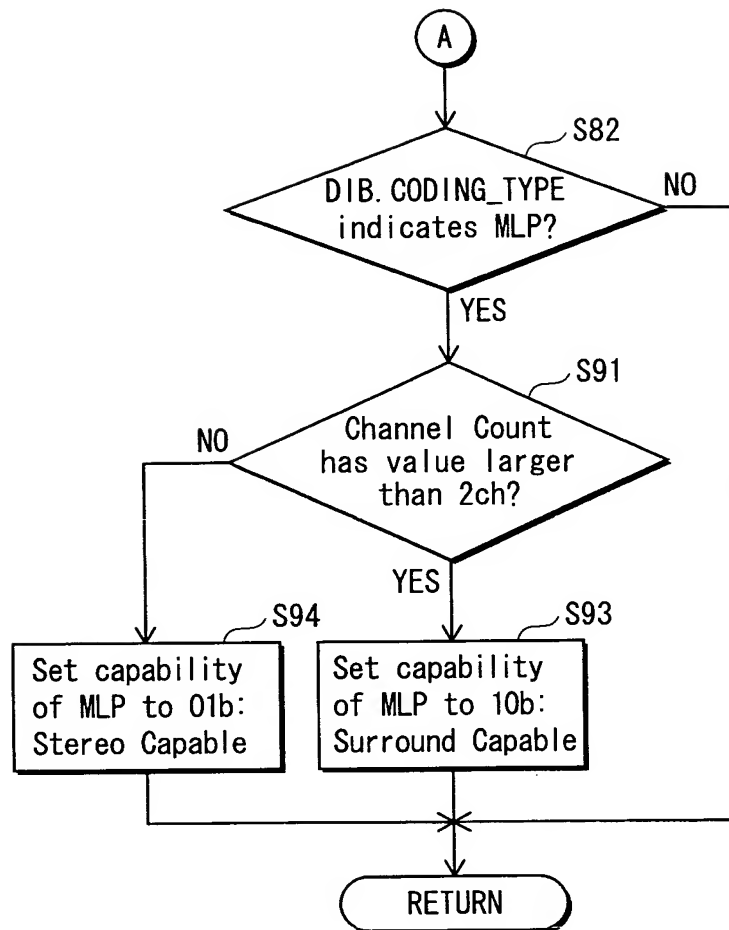 A
S82
DIB. CODING_TYPE
indicates MLP?
NO
YES
S91
Channel Count
has value larger
than 2ch?
NO
YES
S94
Set capability
of MLP to 01b:
Stereo Capable
S93
Set capability
of MLP to 10b:
Surround Capable
RETURN